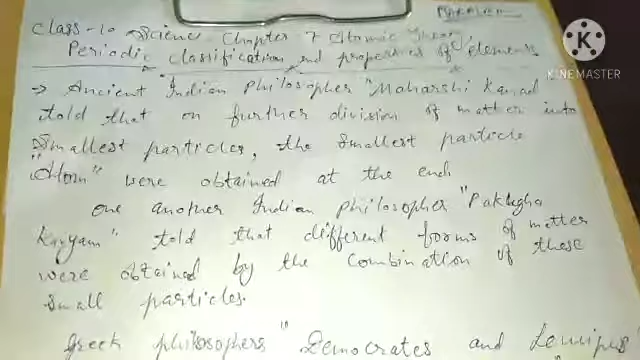 Class-10 Science Chapter 7 Atomic Theory,
Periodic classification and properties of elements
KINEMASTER
→ Ancient Indian Philosopher "Maharshi Kanad
told that on further division of matter into
Smallest particles, the smallest particle
"Atom" were obtained at the end
One another Indian philosopher "Pakugha
Kayyam" told that different forms of matter
were obtained by the combination of these
small particles.
Greek philosophers "Democrates and